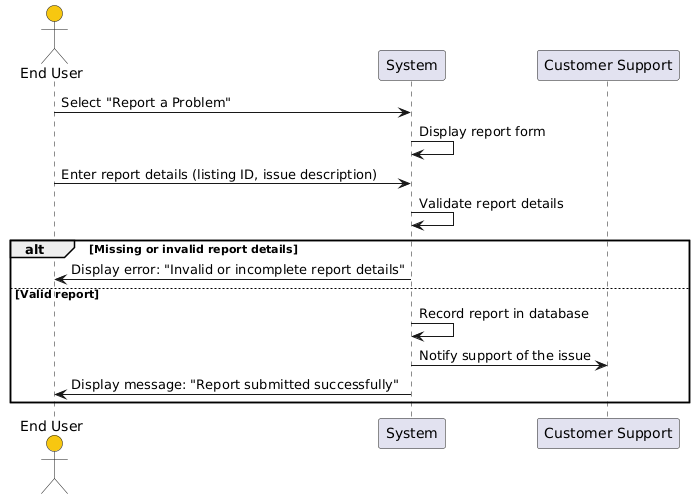 End User
System
Customer Support
Select "Report a Problem"
Display report form
Enter report details (listing ID, issue description)
Validate report details
alt
[Missing or invalid report details]
Display error: "Invalid or incomplete report details"
[Valid report]
Record report in database
Notify support of the issue
Display message: "Report submitted successfully"
End User
System
Customer Support